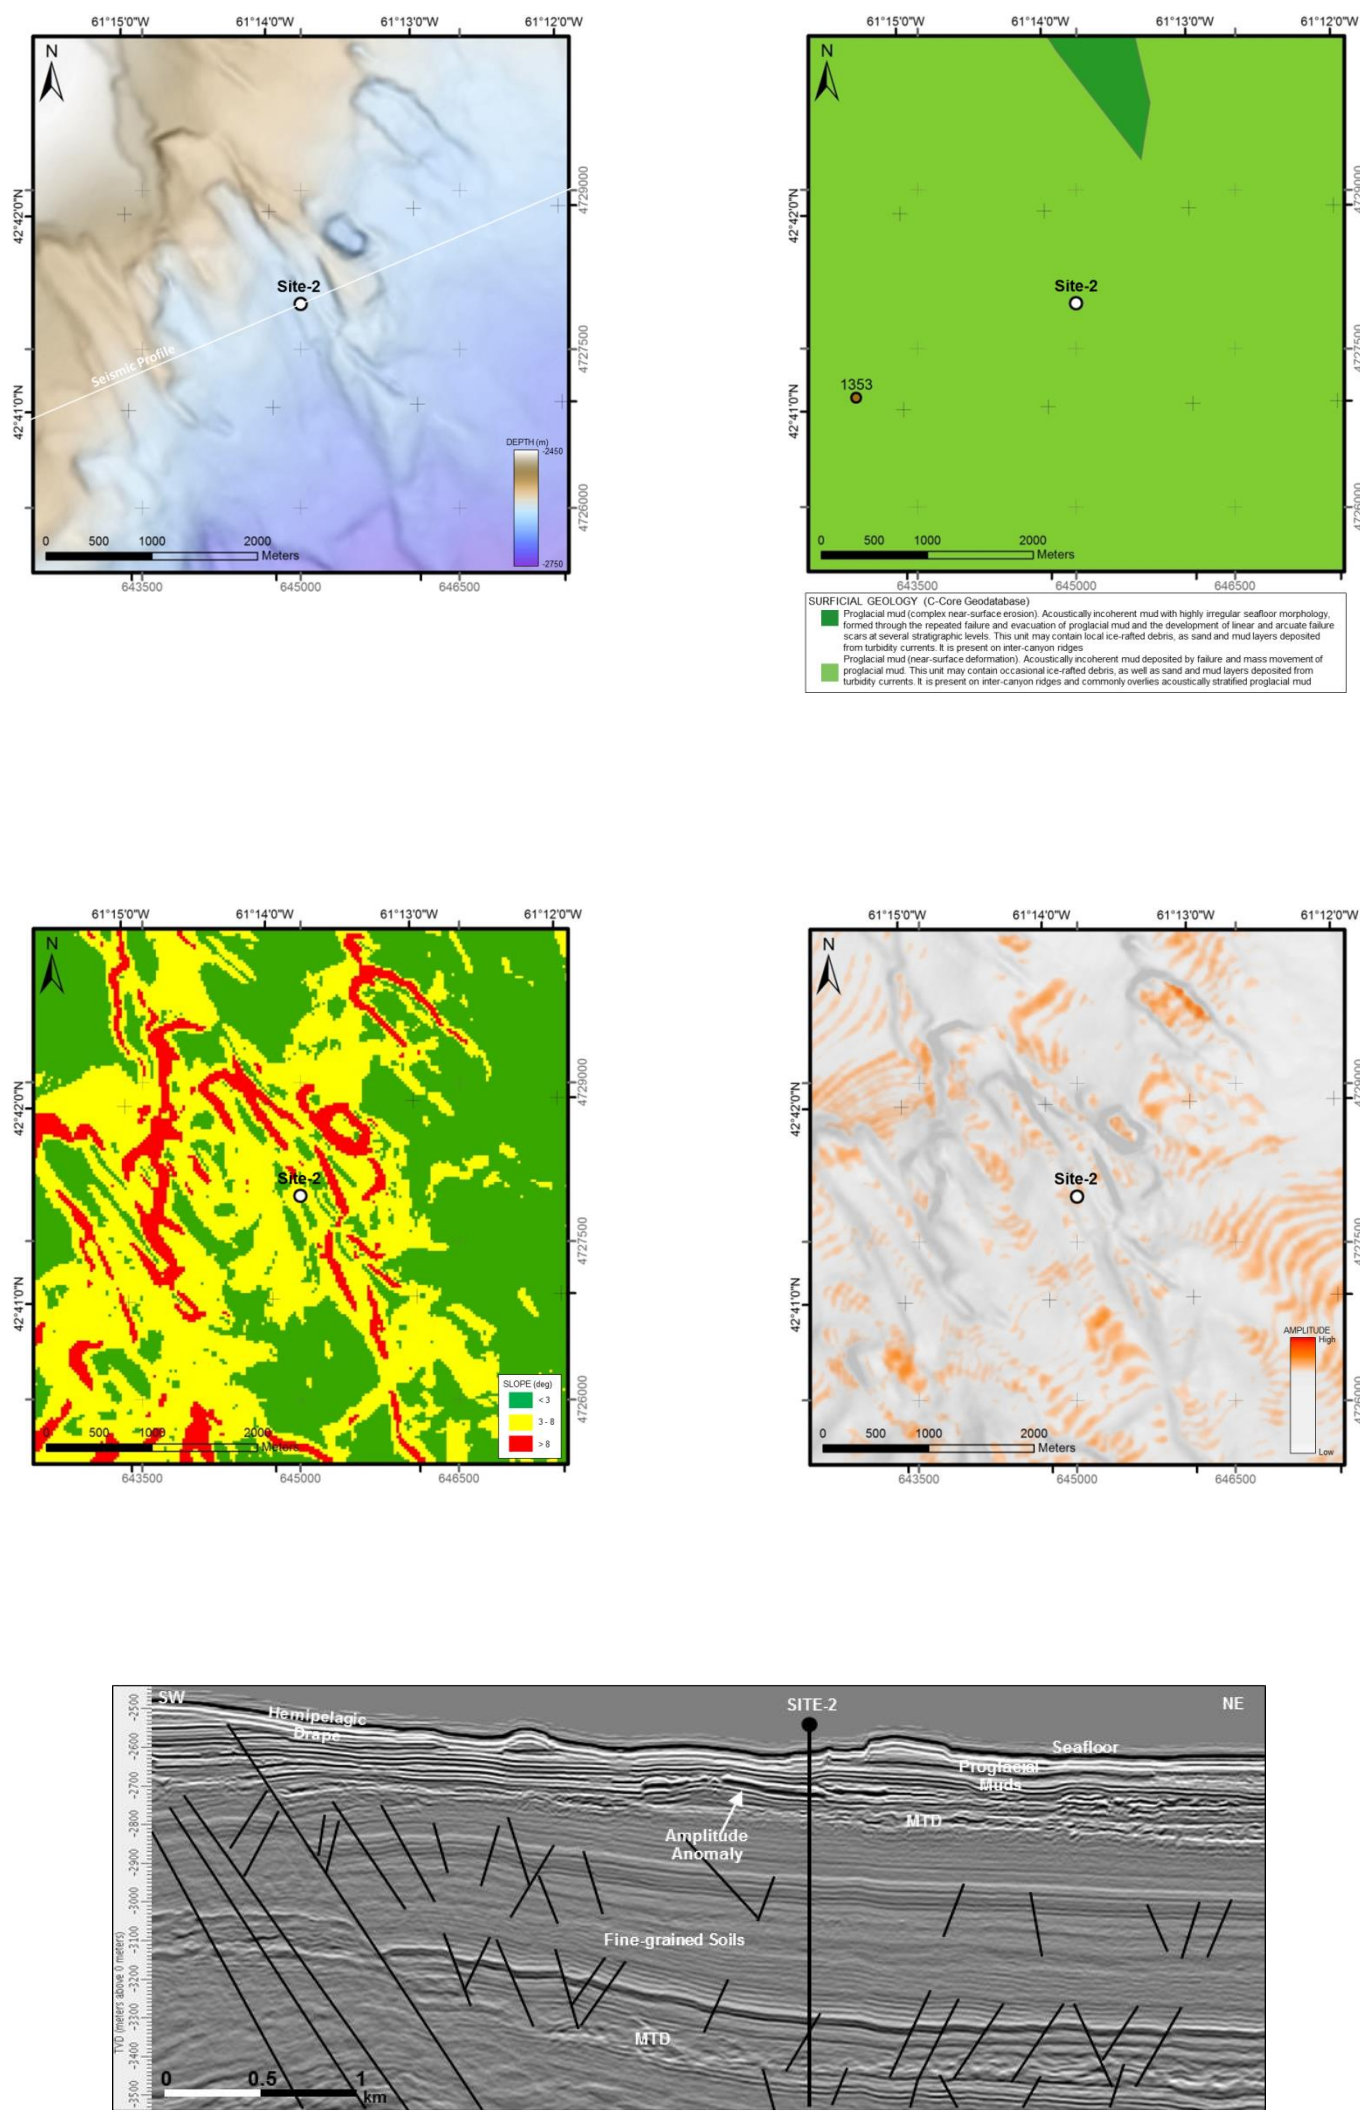 61°15'0"W 61°14'0"W 61°13'0"W 61°12'0"W
N
42°42'0"N
4729000
Site-2
Seismic Profile
4727500
42°41'0"N
DEPTH (m)
-2450
4726000
0 500 1000 2000
Meters
-2750
643500 645000 646500
61°15'0"W 61°14'0"W 61°13'0"W 61°12'0"W
N
42°42'0"N
4729000
Site-2
4727500
1353
42°41'0"N
4726000
0 500 1000 2000
Meters
643500 645000 646500
SURFICIAL GEOLOGY (C-Core Geodatabase)
Proglacial mud (complex near-surface erosion). Acoustically incoherent mud with highly irregular seafloor morphology,
formed through the repeated failure and evacuation of proglacial mud and the development of linear and arcuate failure
scars at several stratigraphic levels. This unit may contain local ice-rafted debris, as sand and mud layers deposited
from turbidity currents. It is present on inter-canyon ridges
Proglacial mud (near-surface deformation). Acoustically incoherent mud deposited by failure and mass movement of
proglacial mud. This unit may contain occasional ice-rafted debris, as well as sand and mud layers deposited from
turbidity currents. It is present on inter-canyon ridges and commonly overlies acoustically stratified proglacial mud
61°15'0"W 61°14'0"W 61°13'0"W 61°12'0"W
N
42°42'0"N
4729000
Site-2
4727500
42°41'0"N
SLOPE (deg)
< 3
3 - 8
> 8
4726000
0 500 1000 2000
Meters
643500 645000 646500
61°15'0"W 61°14'0"W 61°13'0"W 61°12'0"W
N
42°42'0"N
4729000
Site-2
4727500
42°41'0"N
AMPLITUDE
High
Low
4726000
0 500 1000 2000
Meters
643500 645000 646500
SW
SITE-2
NE
Hemipelagic
Drape
Seafloor
Proglacial
Muds
MTD
Amplitude
Anomaly
Fine-grained Soils
MTD
TVD (meters above 0 meters)
-2500
-2600
-2700
-2800
-2900
-3000
-3100
-3200
-3300
-3400
-3500
0 0.5 1
km